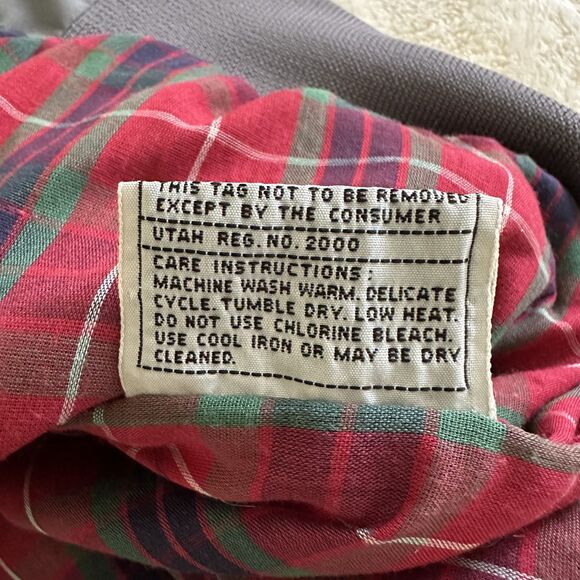 THIS TAG NOT TO BE REMOVED
EXCEPT BY THE CONSUMER
UTAH REG. NO. 2000
CARE INSTRUCTIONS:
MACHINE WASH WARM. DELICATE
CYCLE. TUMBLE DRY. LOW HEAT.
DO NOT USE CHLORINE BLEACH.
USE COOL IRON OR MAY BE DRY
CLEANED.